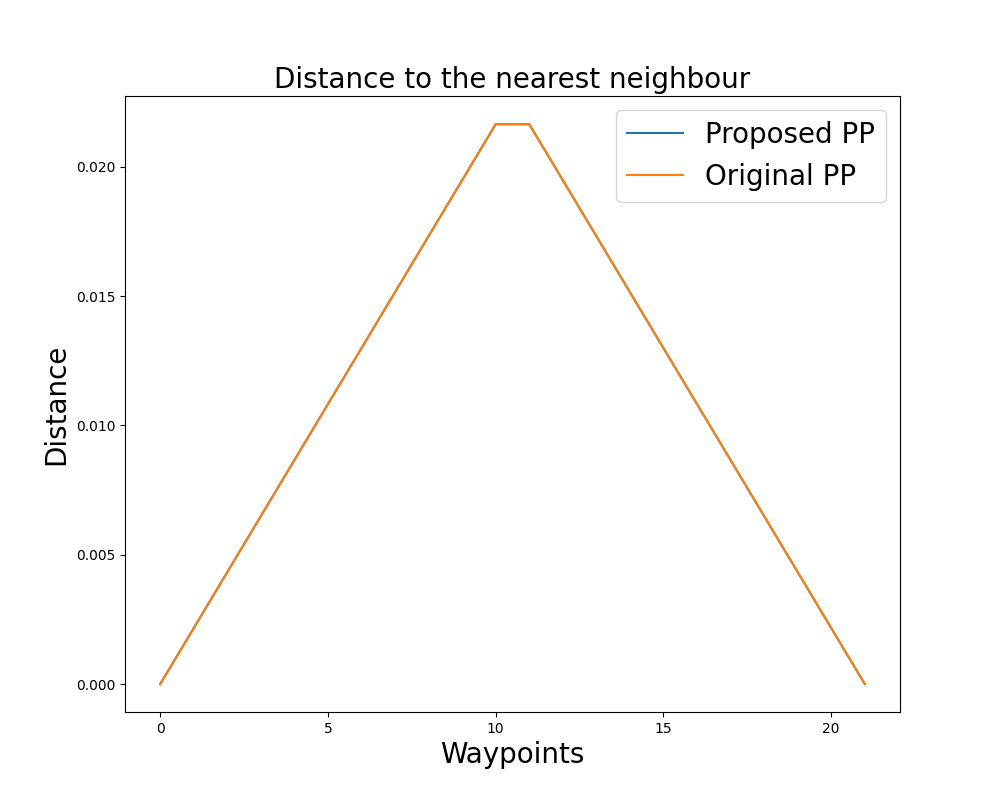 Distance to the nearest neighbour
Proposed PP
Original PP
0.020
0.015
0.010
0.005
0.000
Distance
0 5 10 15 20
Waypoints